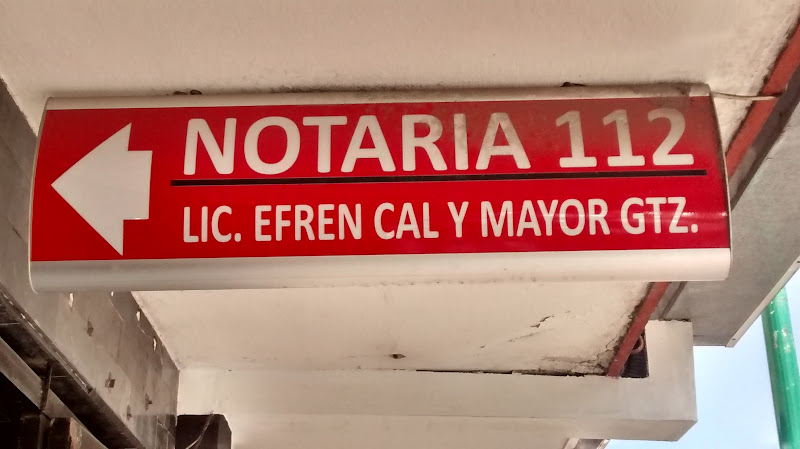 NOTARIA 112
LIC. EFREN CAL Y MAYOR GTZ.